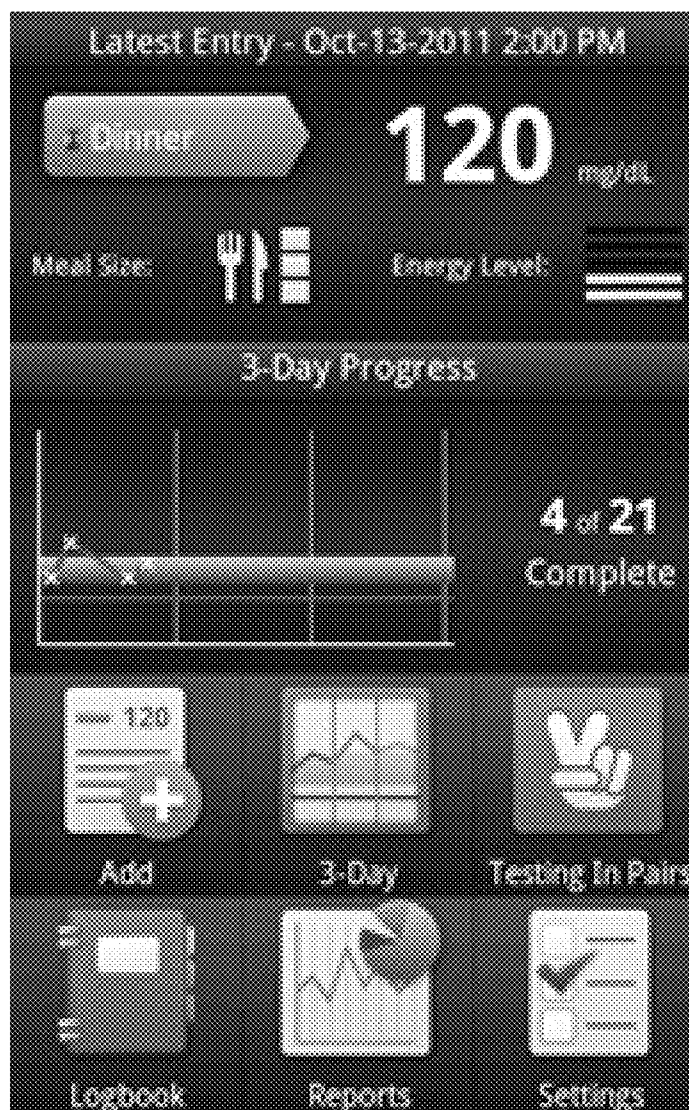 Latest Entry - Oct-13-2011 2:00 PM
Dinner
120 mg/dL
Meal Size:
Energy Level:
3-Day Progress
4 of 21
Complete
120
Add
3-Day
Testing In Pairs
Logbook
Reports
Settings